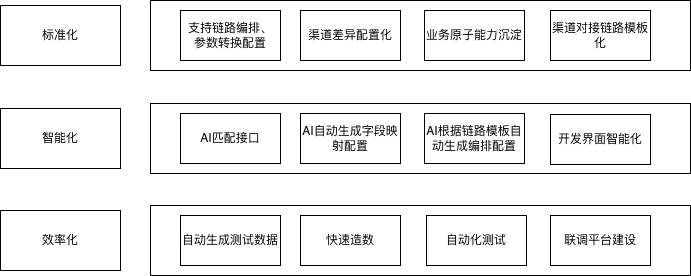 标准化
支持链路编排、
参数转换配置
渠道差异配置化
业务原子能力沉淀
渠道对接链路模板
化
智能化
AI匹配接口
AI自动生成字段映
射配置
AI根据链路模板自
动生成编排配置
开发界面智能化
效率化
自动生成测试数据
快速造数
自动化测试
联调平台建设